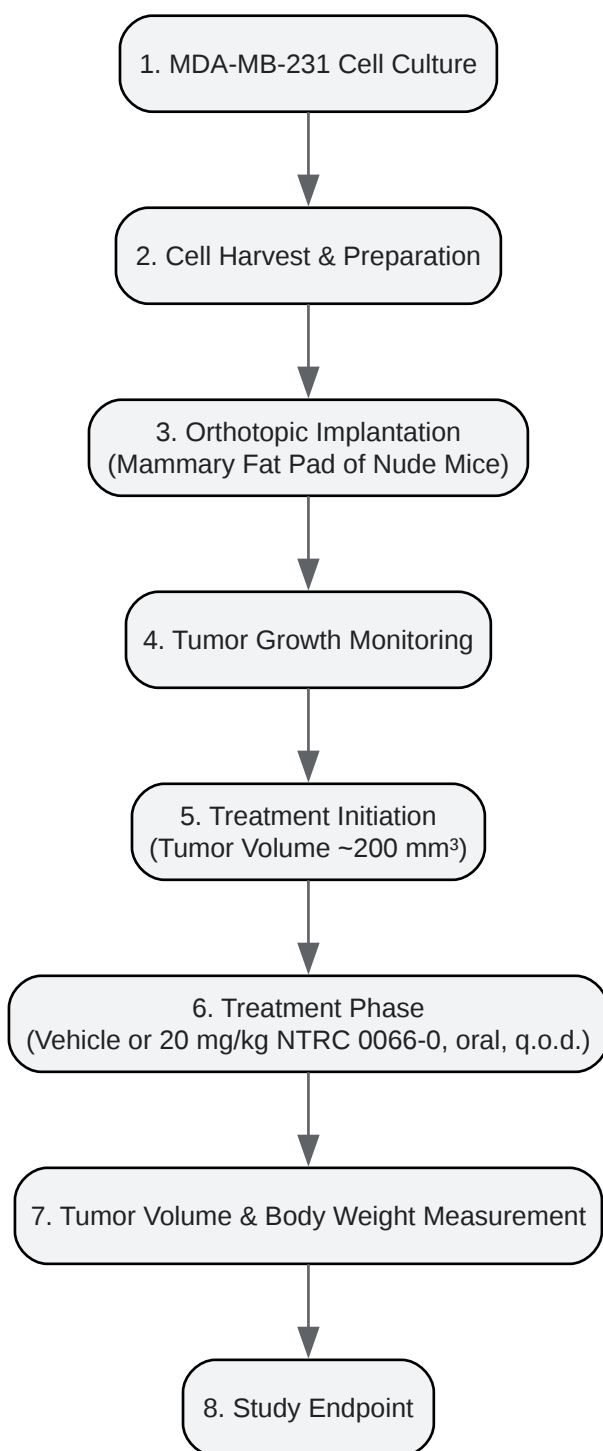 1. MDA-MB-231 Cell Culture
2. Cell Harvest & Preparation
3. Orthotopic Implantation
(Mammary Fat Pad of Nude Mice)
4. Tumor Growth Monitoring
5. Treatment Initiation
(Tumor Volume ~200 mm³)
6. Treatment Phase
(Vehicle or 20 mg/kg NTRC 0066-0, oral, q.o.d.)
7. Tumor Volume & Body Weight Measurement
8. Study Endpoint